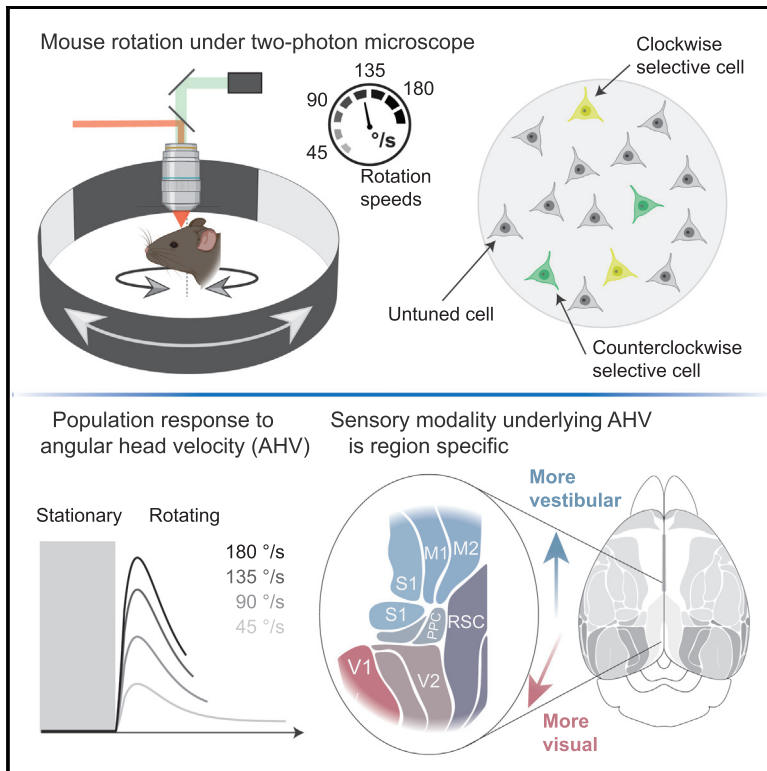 Mouse rotation under two-photon microscope
135
90
180
45
°/s
Rotation
speeds
Clockwise
selective cell
Untuned cell
Counterclockwise
selective cell
Population response to
angular head velocity (AHV)
Stationary
Rotating
180 °/s
135 °/s
90 °/s
45 °/s
Sensory modality underlying AHV
is region specific
More
vestibular
M1
M2
S1
S1
PPC
RSC
V1
V2
More
visual